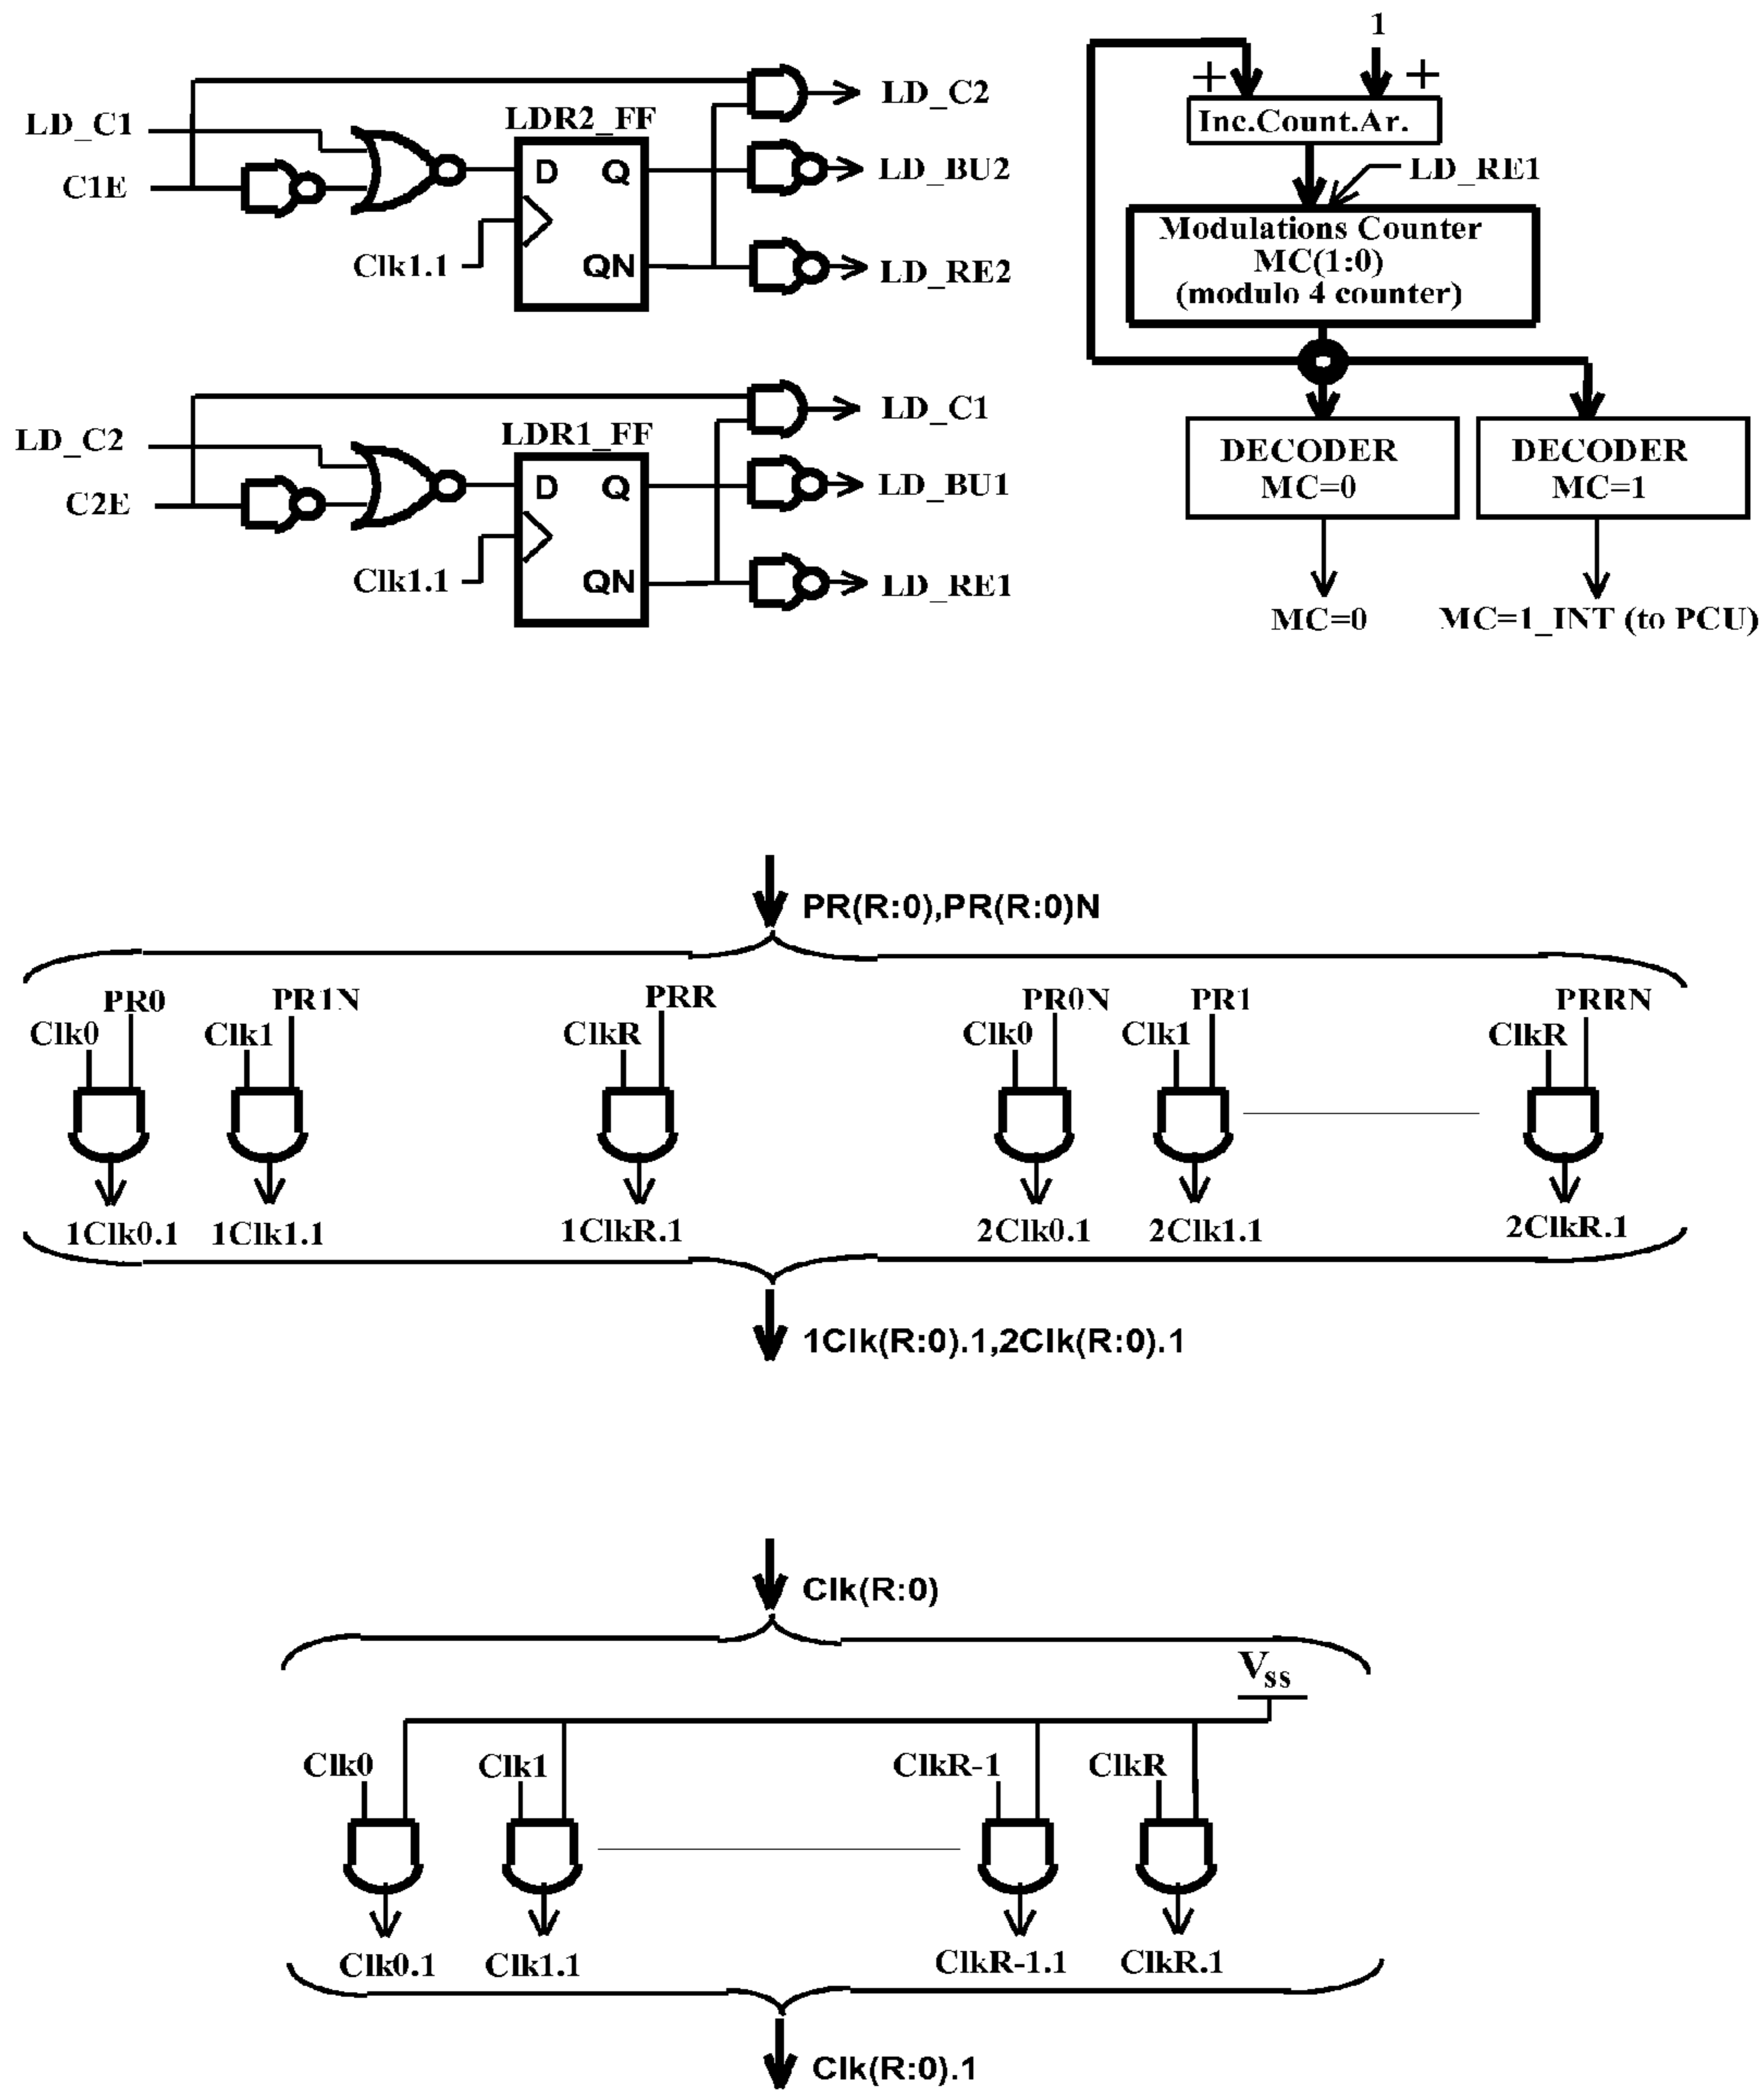 LD_C1
C1E
LDR2_FF
D Q
QN
Clk1.1
LD_C2
LD_BU2
LD_RE2
LD_C2
C2E
LDR1_FF
D Q
QN
Clk1.1
LD_C1
LD_BU1
LD_RE1
1
+ +
Inc.Count.Ar.
LD_RE1
Modulations Counter
MC(1:0)
(modulo 4 counter)
DECODER
MC=0
DECODER
MC=1
MC=0
MC=1_INT (to PCU)
PR(R:0),PR(R:0)N
PR0 PR1N PRR PR0N PR1 PRRN
Clk0 Clk1 ClkR Clk0 Clk1 ClkR
1Clk0.1 1Clk1.1 1ClkR.1 2Clk0.1 2Clk1.1 2ClkR.1
1Clk(R:0).1,2Clk(R:0).1
Clk(R:0)
Vss
Clk0 Clk1 ClkR-1 ClkR
Clk0.1 Clk1.1 ClkR-1.1 ClkR.1
Clk(R:0).1